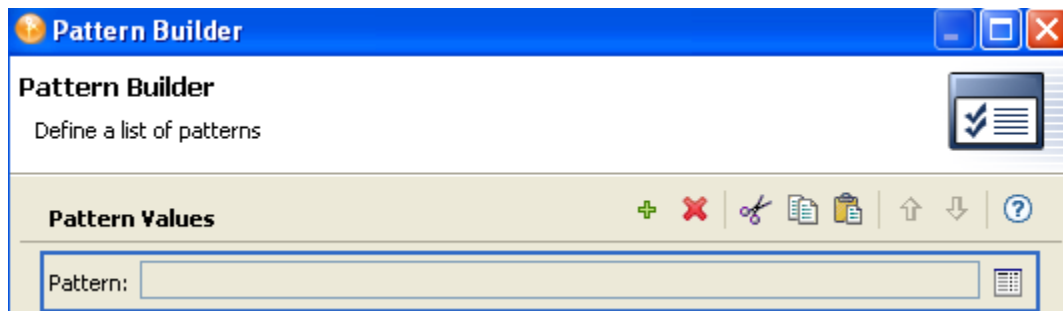 Pattern Builder
Pattern Builder
Define a list of patterns
Pattern Values
Pattern: